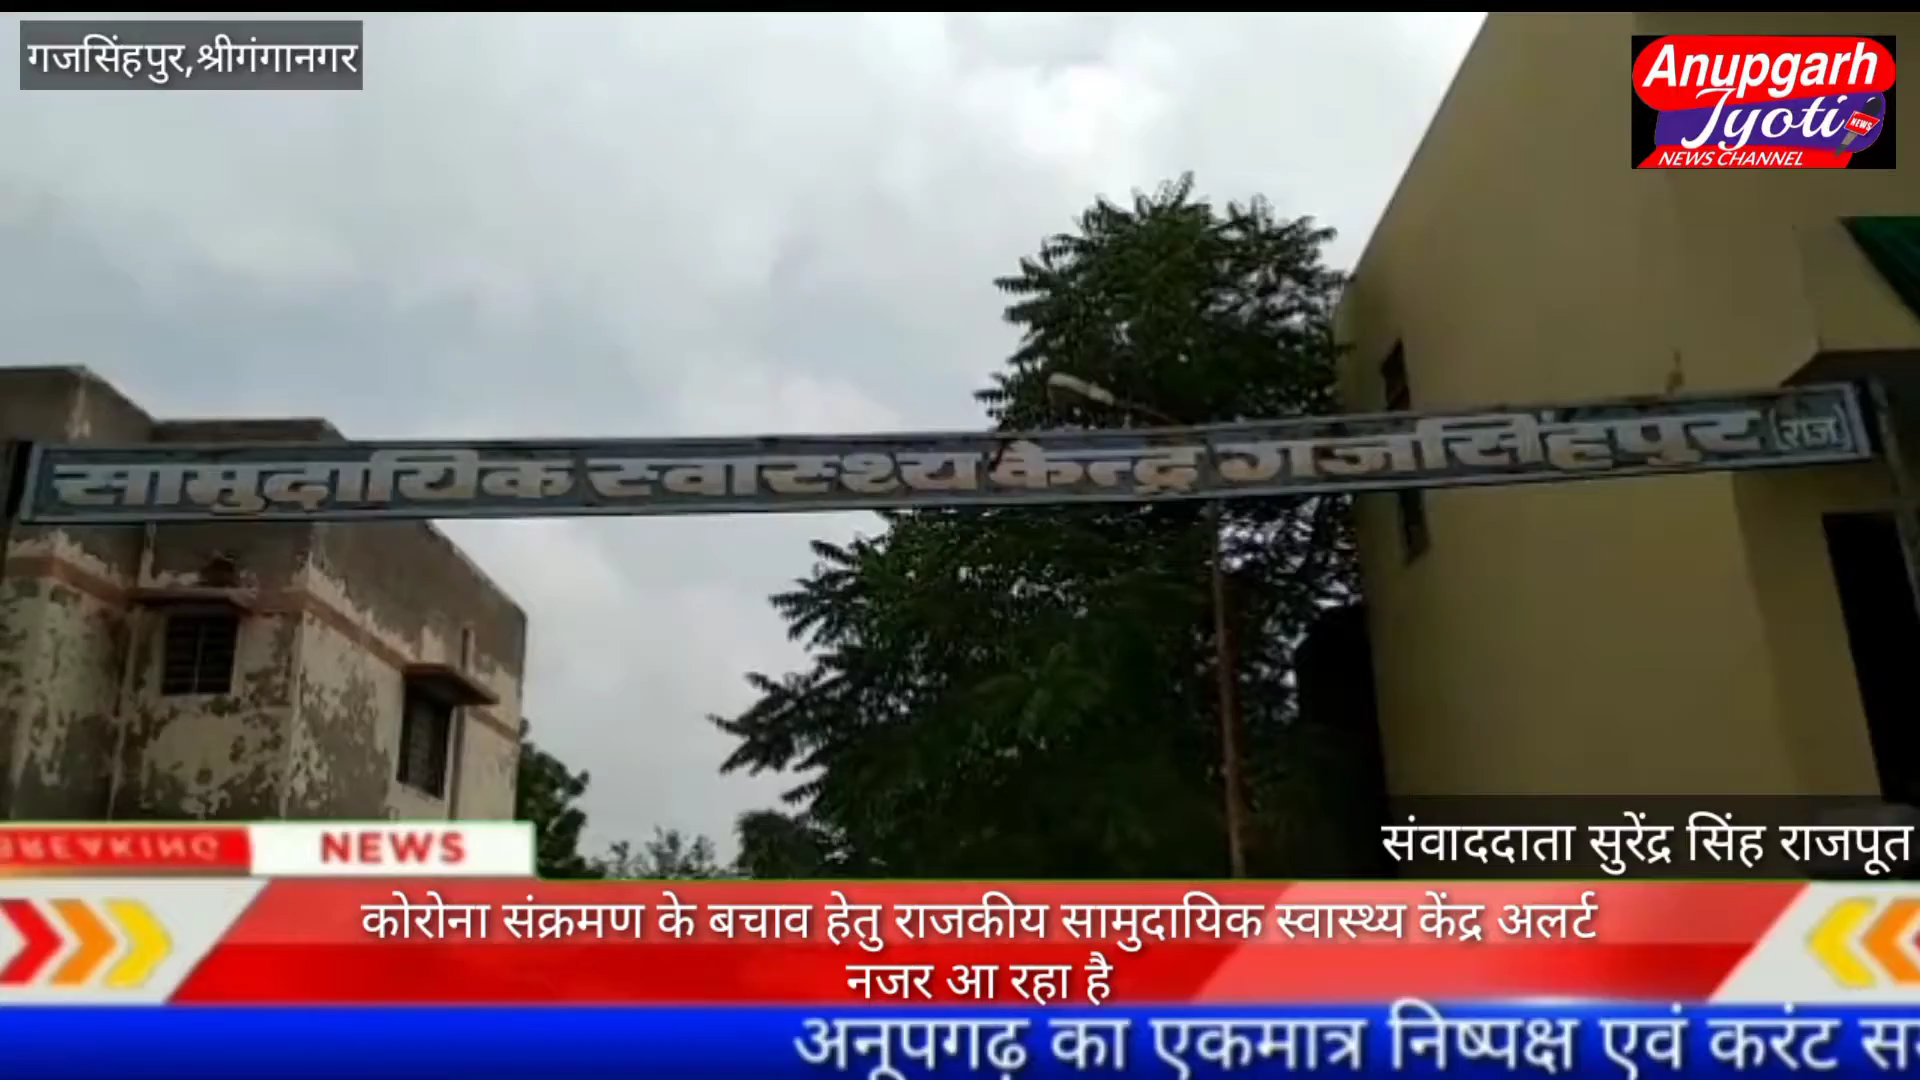 गजसिंहपुर,श्रीगंगानगर
Anupgarh
Jyoti
NEWS
NEWS CHANNEL
सामुदायिक स्वास्थ्य केन्द्र गजसिंहपुर (राज)
BREAKING NEWS
संवाददाता सुरेंद्र सिंह राजपूत
कोरोना संक्रमण के बचाव हेतु राजकीय सामुदायिक स्वास्थ्य केंद्र अलर्ट
नजर आ रहा है
अनूपगढ़ का एकमात्र निष्पक्ष एवं करंट